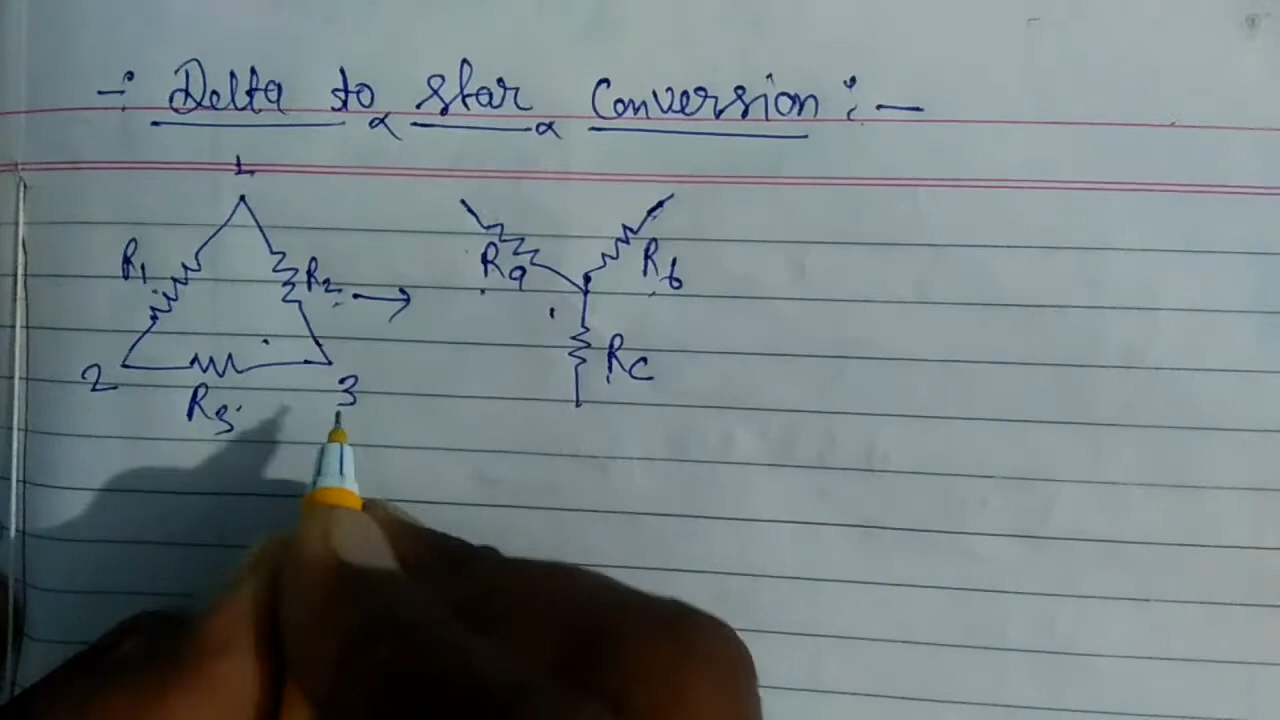 -: Delta to star Conversion :-
1
R1 R2 Ra Rb
2 3 Rc
R3